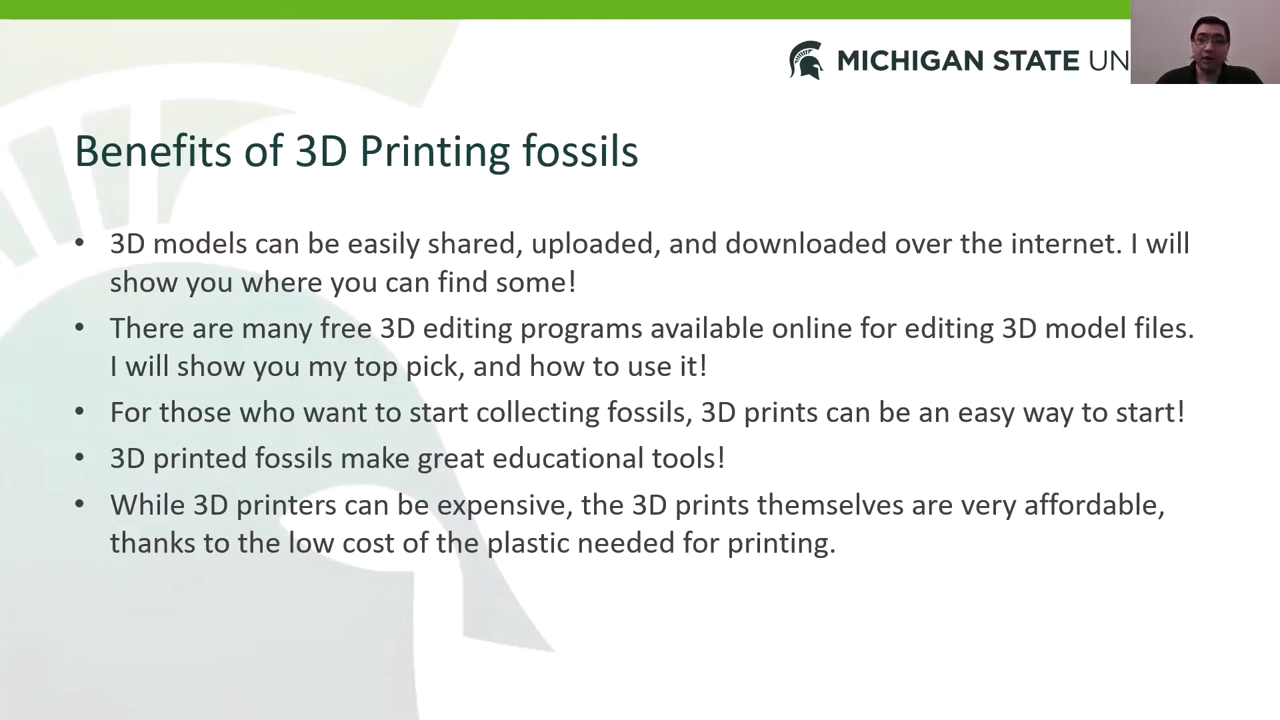 MICHIGAN STATE UN
Benefits of 3D Printing fossils
• 3D models can be easily shared, uploaded, and downloaded over the internet. I will
show you where you can find some!
• There are many free 3D editing programs available online for editing 3D model files.
I will show you my top pick, and how to use it!
• For those who want to start collecting fossils, 3D prints can be an easy way to start!
• 3D printed fossils make great educational tools!
• While 3D printers can be expensive, the 3D prints themselves are very affordable,
thanks to the low cost of the plastic needed for printing.